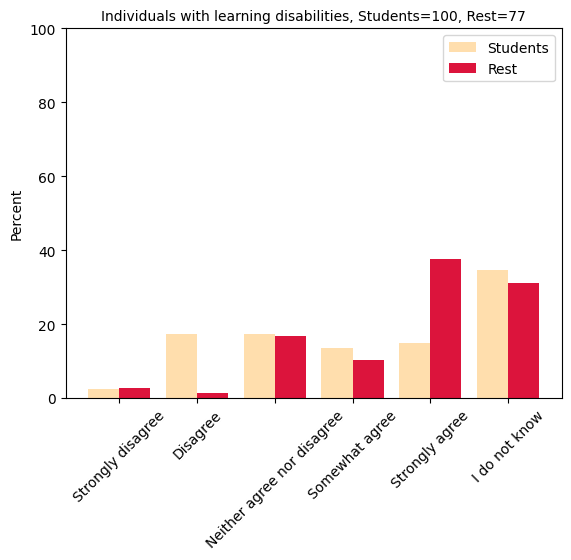 Individuals with learning disabilities, Students=100, Rest=77
100
80
60
40
20
0
Percent
Students
Rest
Strongly disagree
Disagree
Neither agree nor disagree
Somewhat agree
Strongly agree
I do not know